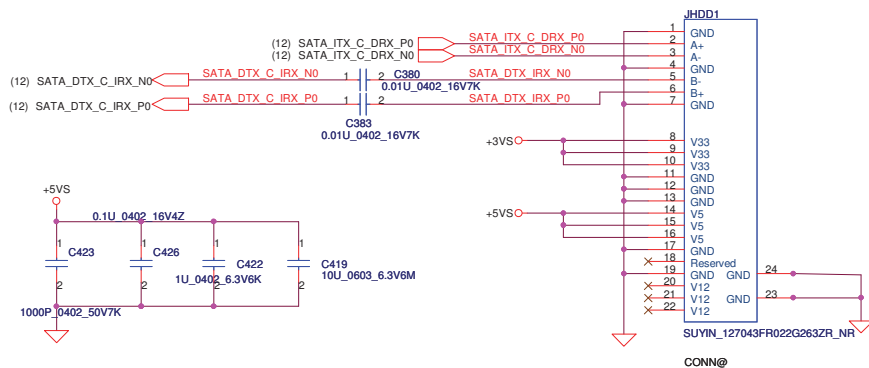 JHDD1
1
GND
(12) SATA_ITX_C_DRX_P0
SATA_ITX_C_DRX_P0
2
A+
(12) SATA_ITX_C_DRX_N0
SATA_ITX_C_DRX_N0
3
A-
4
GND
(12) SATA_DTX_C_IRX_N0
SATA_DTX_C_IRX_N0
1
2
C380
SATA_DTX_IRX_N0
5
B-
0.01U_0402_16V7K
6
B+
(12) SATA_DTX_C_IRX_P0
SATA_DTX_C_IRX_P0
1
2
SATA_DTX_IRX_P0
7
GND
C383
0.01U_0402_16V7K
+3VS
8
V33
9
V33
10
V33
11
GND
12
GND
13
GND
+5VS
14
V5
15
V5
16
V5
17
GND
18
Reserved
19
GND
GND
24
20
V12
21
V12
GND
23
22
V12
SUYIN_127043FR022G263ZR_NR
CONN@
+5VS
0.1U_0402_16V4Z
1
1
1
1
C423
C426
C422
C419
1U_0402_6.3V6K
10U_0603_6.3V6M
2
2
2
2
1000P_0402_50V7K